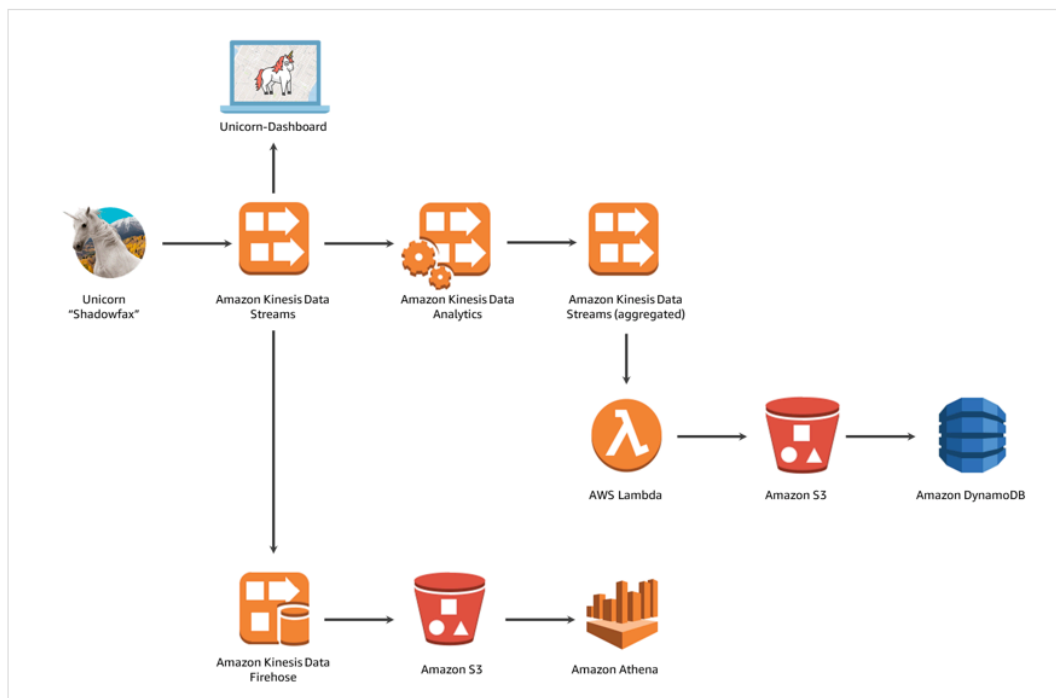 Unicorn-Dashboard
Unicorn
“Shadowfax”
Amazon Kinesis Data
Streams
Amazon Kinesis Data
Analytics
Amazon Kinesis Data
Streams (aggregated)
AWS Lambda
Amazon S3
Amazon DynamoDB
Amazon Kinesis Data
Firehose
Amazon S3
Amazon Athena